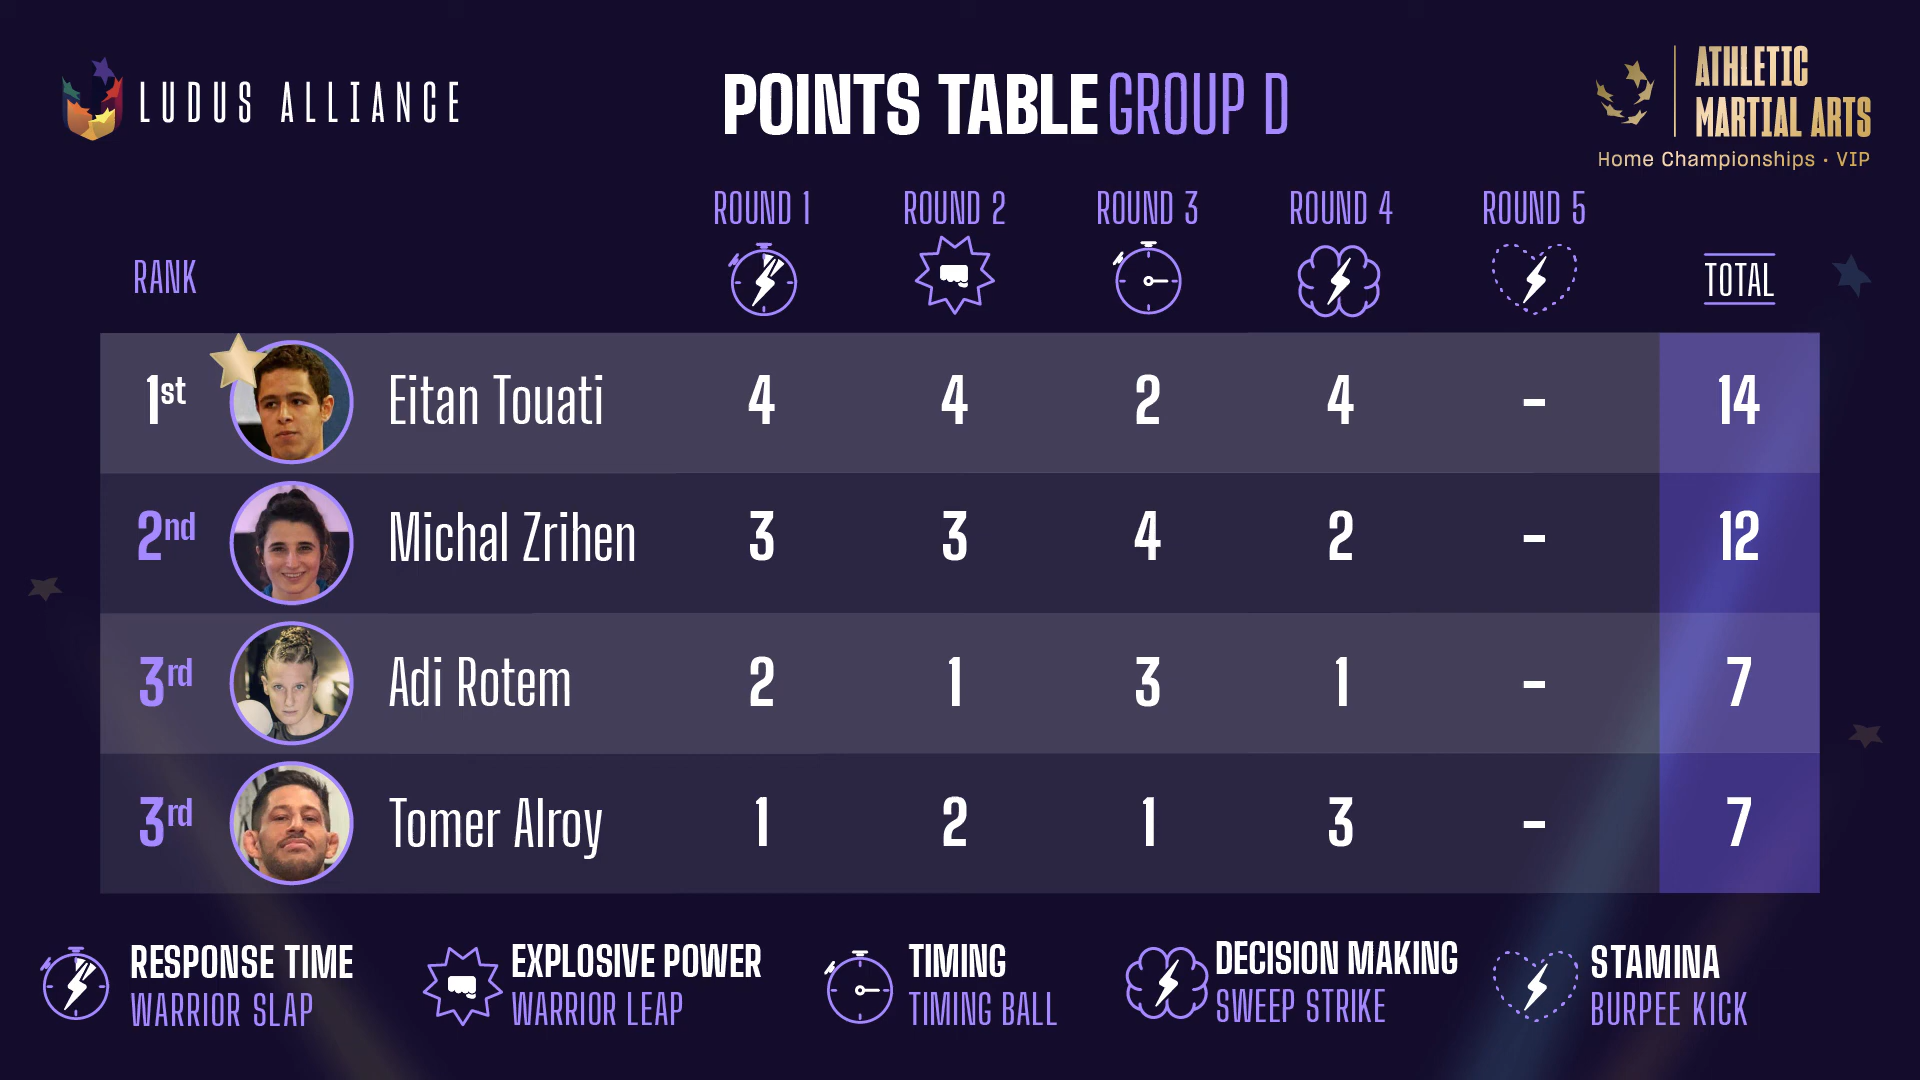 LUDUS ALLIANCE
POINTS TABLE GROUP D
ATHLETIC
MARTIAL ARTS
Home Championships · VIP
RANK
ROUND 1 ROUND 2 ROUND 3 ROUND 4 ROUND 5
TOTAL
1st Eitan Touati 4 4 2 4 - 14
2nd Michal Zrihen 3 3 4 2 - 12
3rd Adi Rotem 2 1 3 1 - 7
3rd Tomer Alroy 1 2 1 3 - 7
RESPONSE TIME
WARRIOR SLAP
EXPLOSIVE POWER
WARRIOR LEAP
TIMING
TIMING BALL
DECISION MAKING
SWEEP STRIKE
STAMINA
BURPEE KICK